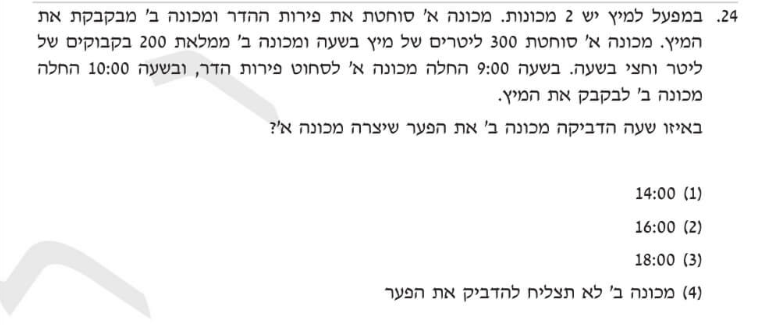 24. במפעל למיץ יש 2 מכונות. מכונה א' סוחטת את פירות ההדר ומכונה ב' מבקבקת את
המיץ. מכונה א' סוחטת 300 ליטרים של מיץ בשעה ומכונה ב' ממלאת 200 בקבוקים של
ליטר וחצי בשעה. בשעה 9:00 החלה מכונה א' לסחוט פירות הדר, ובשעה 10:00 החלה
מכונה ב' לבקבק את המיץ.
באיזו שעה הדביקה מכונה ב' את הפער שיצרה מכונה א'?
(1) 14:00
(2) 16:00
(3) 18:00
(4) מכונה ב' לא תצליח להדביק את הפער